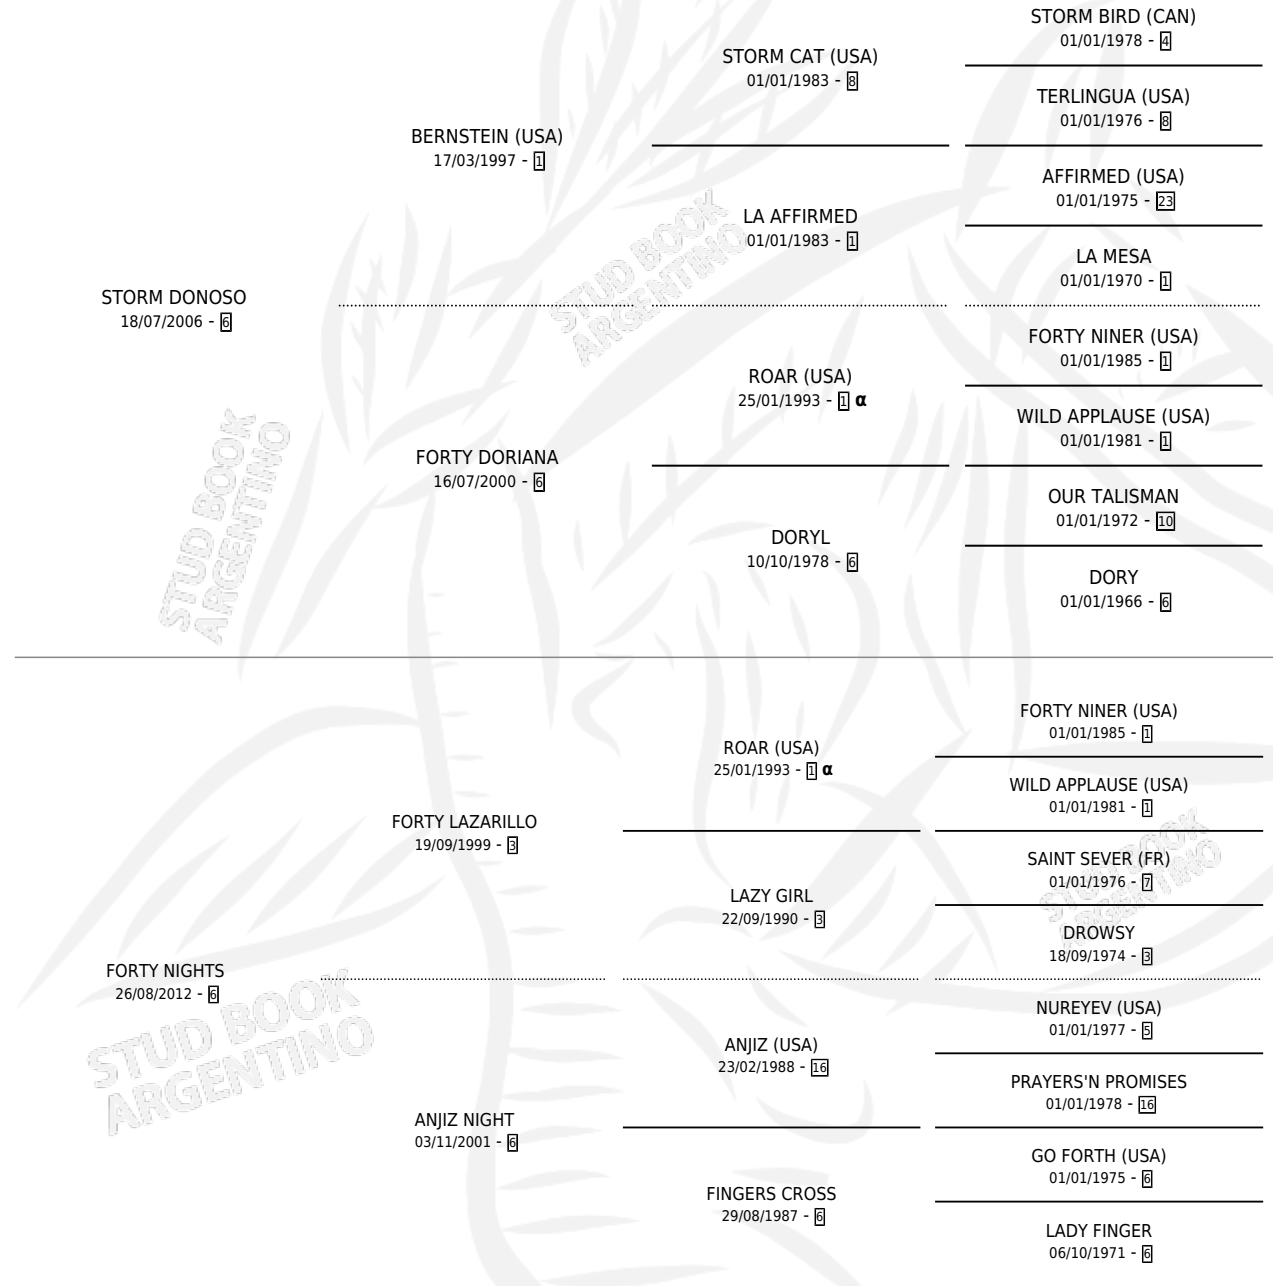 STORM BIRD (CAN)
01/01/1978 - 4
STORM CAT (USA)
01/01/1983 - 8
TERLINGUA (USA)
01/01/1976 - 8
BERNSTEIN (USA)
17/03/1997 - 1
AFFIRMED (USA)
01/01/1975 - 23
LA AFFIRMED
01/01/1983 - 1
LA MESA
01/01/1970 - 1
STORM DONOSO
18/07/2006 - 6
FORTY NINER (USA)
01/01/1985 - 1
ROAR (USA)
25/01/1993 - 1 α
WILD APPLAUSE (USA)
01/01/1981 - 1
FORTY DORIANA
16/07/2000 - 6
OUR TALISMAN
01/01/1972 - 10
DORYL
10/10/1978 - 6
DORY
01/01/1966 - 6
FORTY NINER (USA)
01/01/1985 - 1
ROAR (USA)
25/01/1993 - 1 α
WILD APPLAUSE (USA)
01/01/1981 - 1
FORTY LAZARILLO
19/09/1999 - 3
SAINT SEVER (FR)
01/01/1976 - 7
LAZY GIRL
22/09/1990 - 3
DROWSY
18/09/1974 - 3
FORTY NIGHTS
26/08/2012 - 6
NUREYEV (USA)
01/01/1977 - 5
ANJIZ (USA)
23/02/1988 - 16
PRAYERS'N PROMISES
01/01/1978 - 16
ANJIZ NIGHT
03/11/2001 - 6
GO FORTH (USA)
01/01/1975 - 6
FINGERS CROSS
29/08/1987 - 6
LADY FINGER
06/10/1971 - 6
STUD BOOK
ARGENTINO
STUD BOOK
ARGENTINO
STUD BOOK
ARGENTINO
STUD BOOK
ARGENTINO